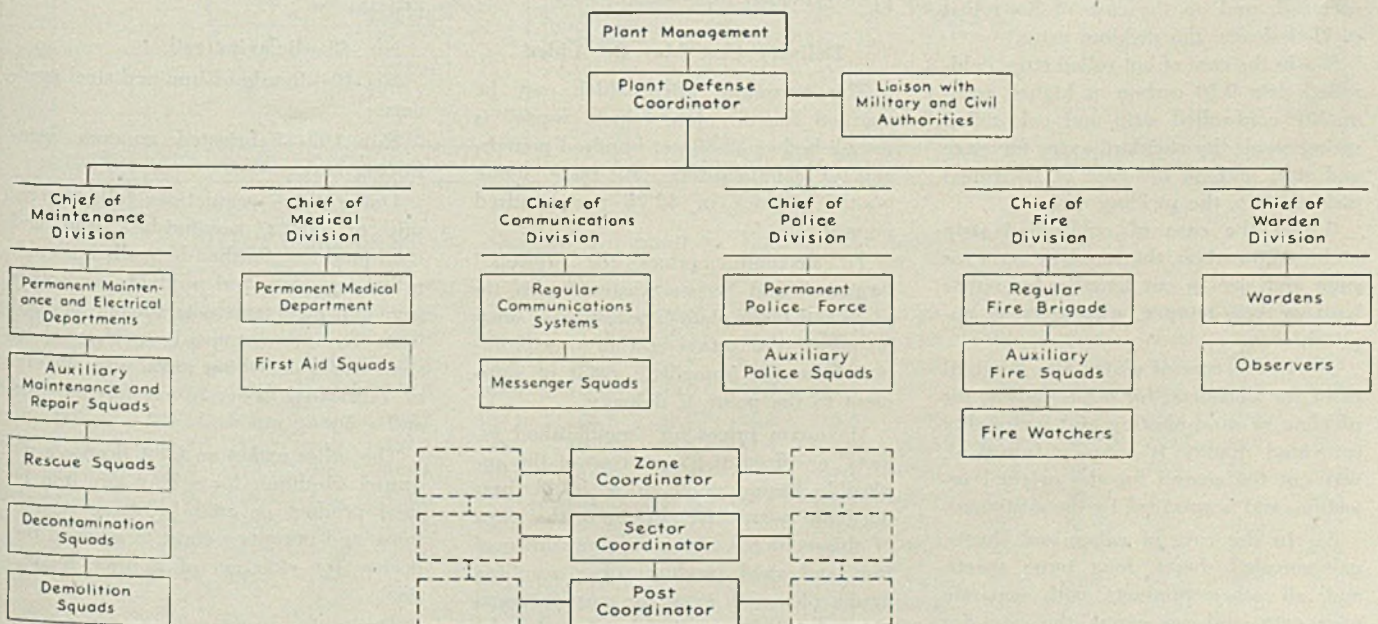 Plant Management
Plant Defense
Coordinator
Liaison with
Military and Civil
Authorities
Chief of
Maintenance
Division
Chief of
Medical
Division
Chief of
Communications
Division
Chief of
Police
Division
Chief of
Fire
Division
Chief of
Warden
Division
Permanent Mainten-
ance and Electrical
Departments
Permanent Medical
Department
Regular
Communications
Systems
Permanent
Police Force
Regular
Fire Brigade
Wardens
Auxiliary
Maintenance and
Repair Squads
First Aid Squads
Messenger Squads
Auxiliary
Police Squads
Auxiliary
Fire Squads
Observers
Fire Watchers
Rescue Squads
Decontamination
Squads
Demolition
Squads
Zone
Coordinator
Sector
Coordinator
Post
Coordinator